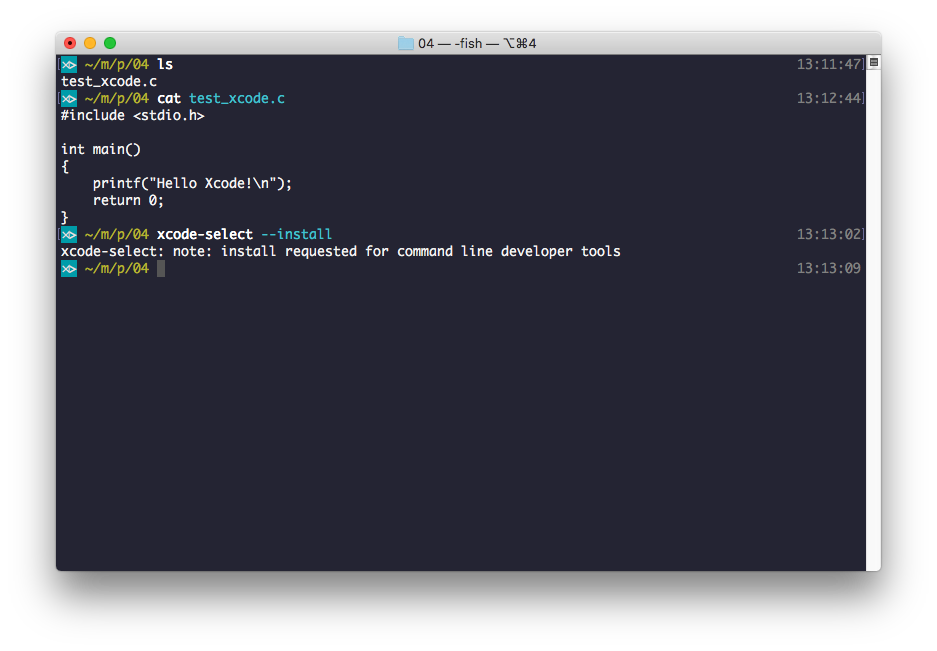 04 — -fish — ⌥⌘4
~/m/p/04 ls 13:11:47
test_xcode.c
~/m/p/04 cat test_xcode.c 13:12:44
#include <stdio.h>

int main()
{
    printf("Hello Xcode!\n");
    return 0;
}
~/m/p/04 xcode-select --install 13:13:02
xcode-select: note: install requested for command line developer tools
~/m/p/04 13:13:09